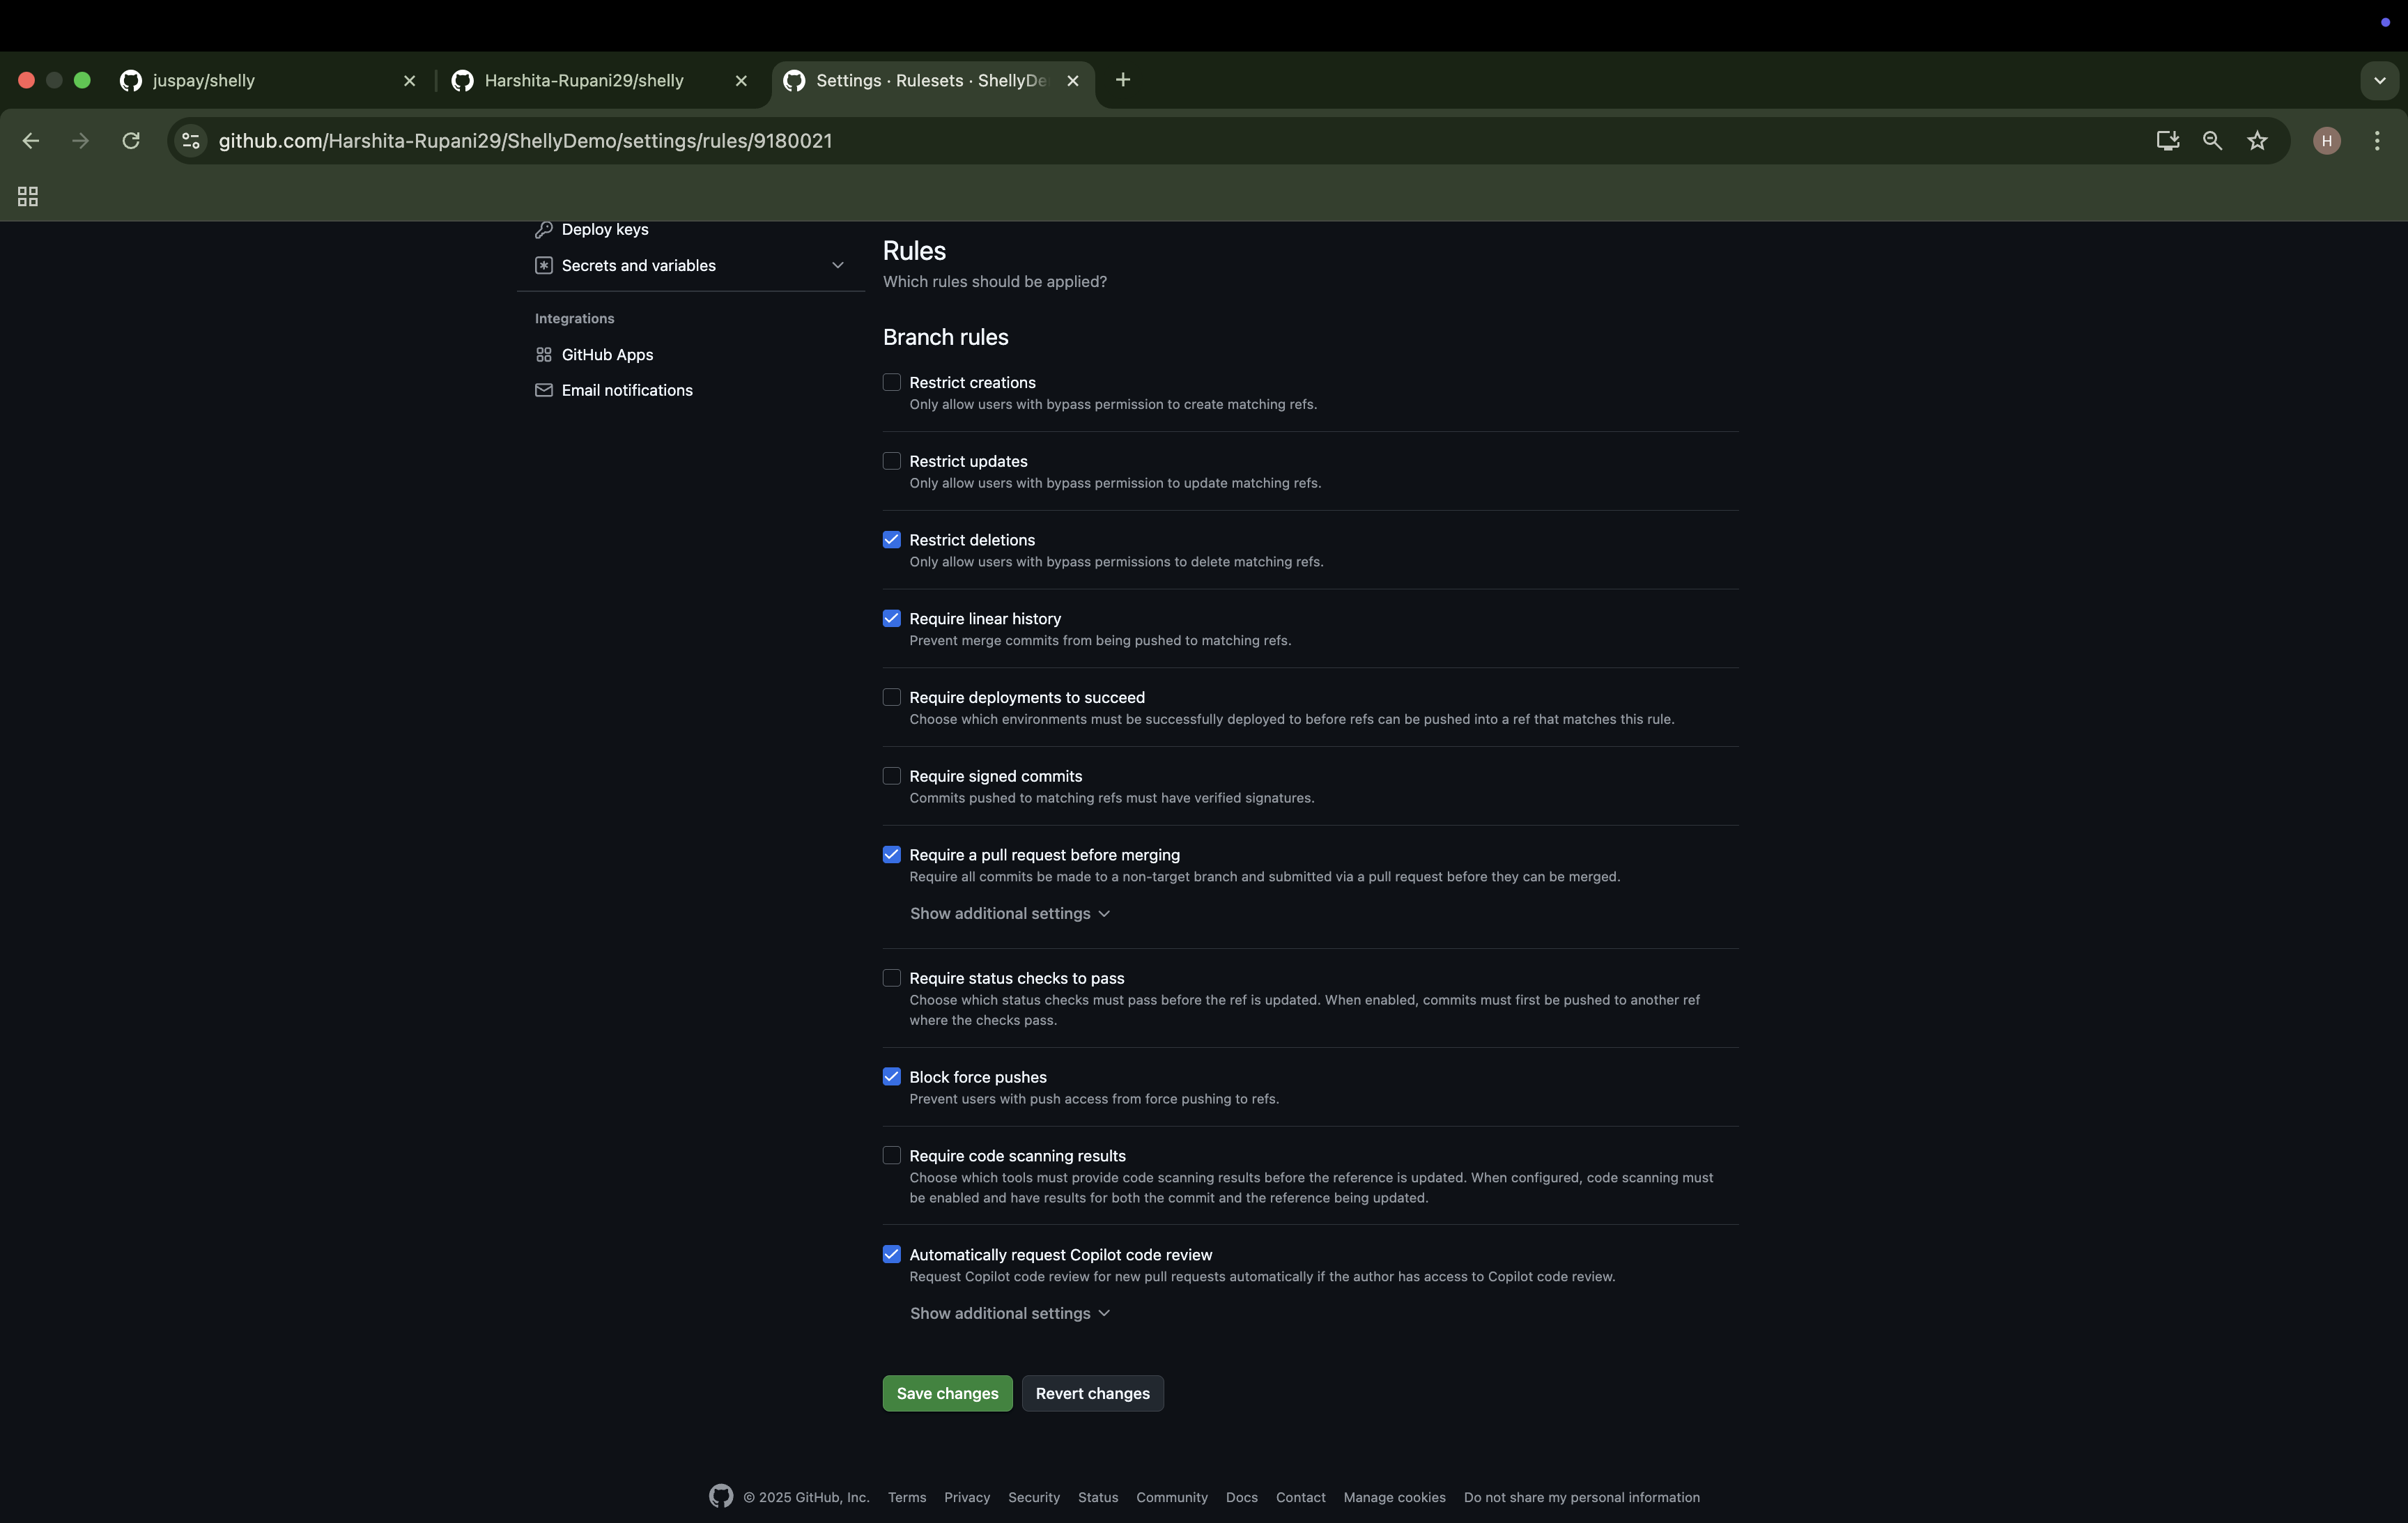 juspay/shelly
Harshita-Rupani29/shelly
Settings · Rulesets · ShellyDe
github.com/Harshita-Rupani29/ShellyDemo/settings/rules/9180021
H
Deploy keys
Secrets and variables
Integrations
GitHub Apps
Email notifications
Rules
Which rules should be applied?
Branch rules
Restrict creations
Only allow users with bypass permission to create matching refs.
Restrict updates
Only allow users with bypass permission to update matching refs.
Restrict deletions
Only allow users with bypass permissions to delete matching refs.
Require linear history
Prevent merge commits from being pushed to matching refs.
Require deployments to succeed
Choose which environments must be successfully deployed to before refs can be pushed into a ref that matches this rule.
Require signed commits
Commits pushed to matching refs must have verified signatures.
Require a pull request before merging
Require all commits be made to a non-target branch and submitted via a pull request before they can be merged.
Show additional settings
Require status checks to pass
Choose which status checks must pass before the ref is updated. When enabled, commits must first be pushed to another ref
where the checks pass.
Block force pushes
Prevent users with push access from force pushing to refs.
Require code scanning results
Choose which tools must provide code scanning results before the reference is updated. When configured, code scanning must
be enabled and have results for both the commit and the reference being updated.
Automatically request Copilot code review
Request Copilot code review for new pull requests automatically if the author has access to Copilot code review.
Show additional settings
Save changes
Revert changes
© 2025 GitHub, Inc. Terms Privacy Security Status Community Docs Contact Manage cookies Do not share my personal information